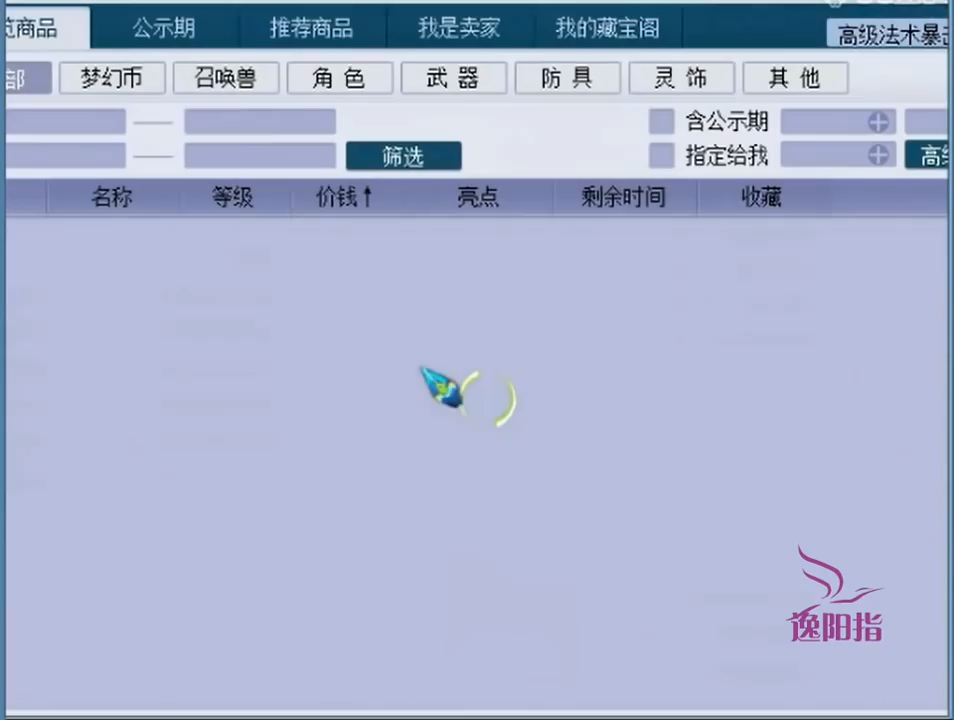 览商品 公示期 推荐商品 我是卖家 我的藏宝阁 高级法术暴击
部 梦幻币 召唤兽 角 色 武 器 防 具 灵 饰 其 他
含公示期
筛选 指定给我 高级
名称 等级 价钱↑ 亮点 剩余时间 收藏
逸阳指